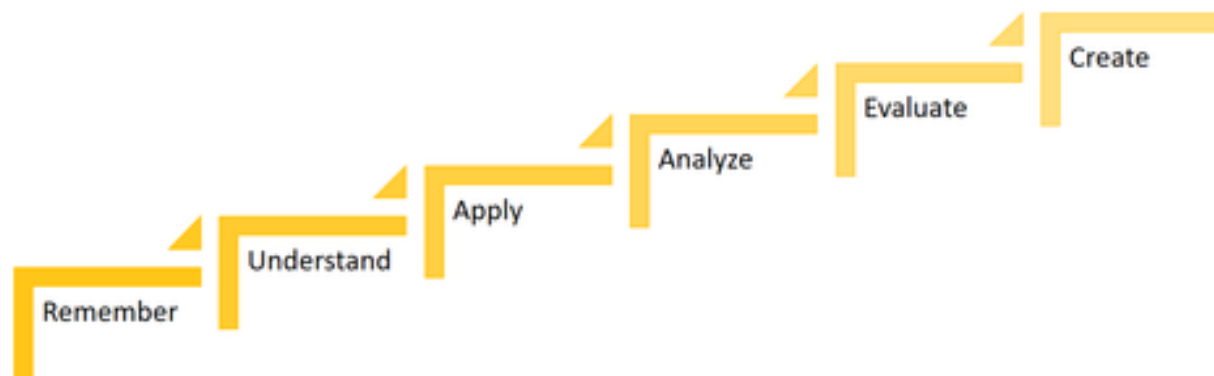 Remember
Understand
Apply
Analyze
Evaluate
Create